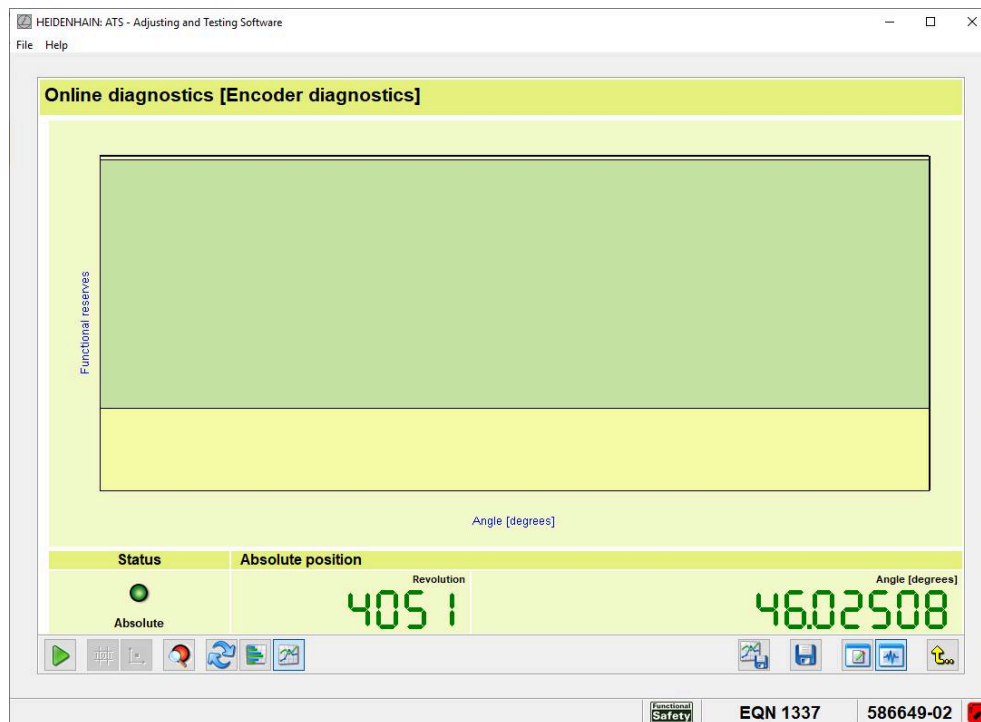 HEIDENHAIN: ATS - Adjusting and Testing Software
File Help
Online diagnostics [Encoder diagnostics]
Functional reserves
Angle [degrees]
Status Absolute position
Revolution Angle [degrees]
4051 46.02508
Absolute
Functional
Safety
EQN 1337 586649-02